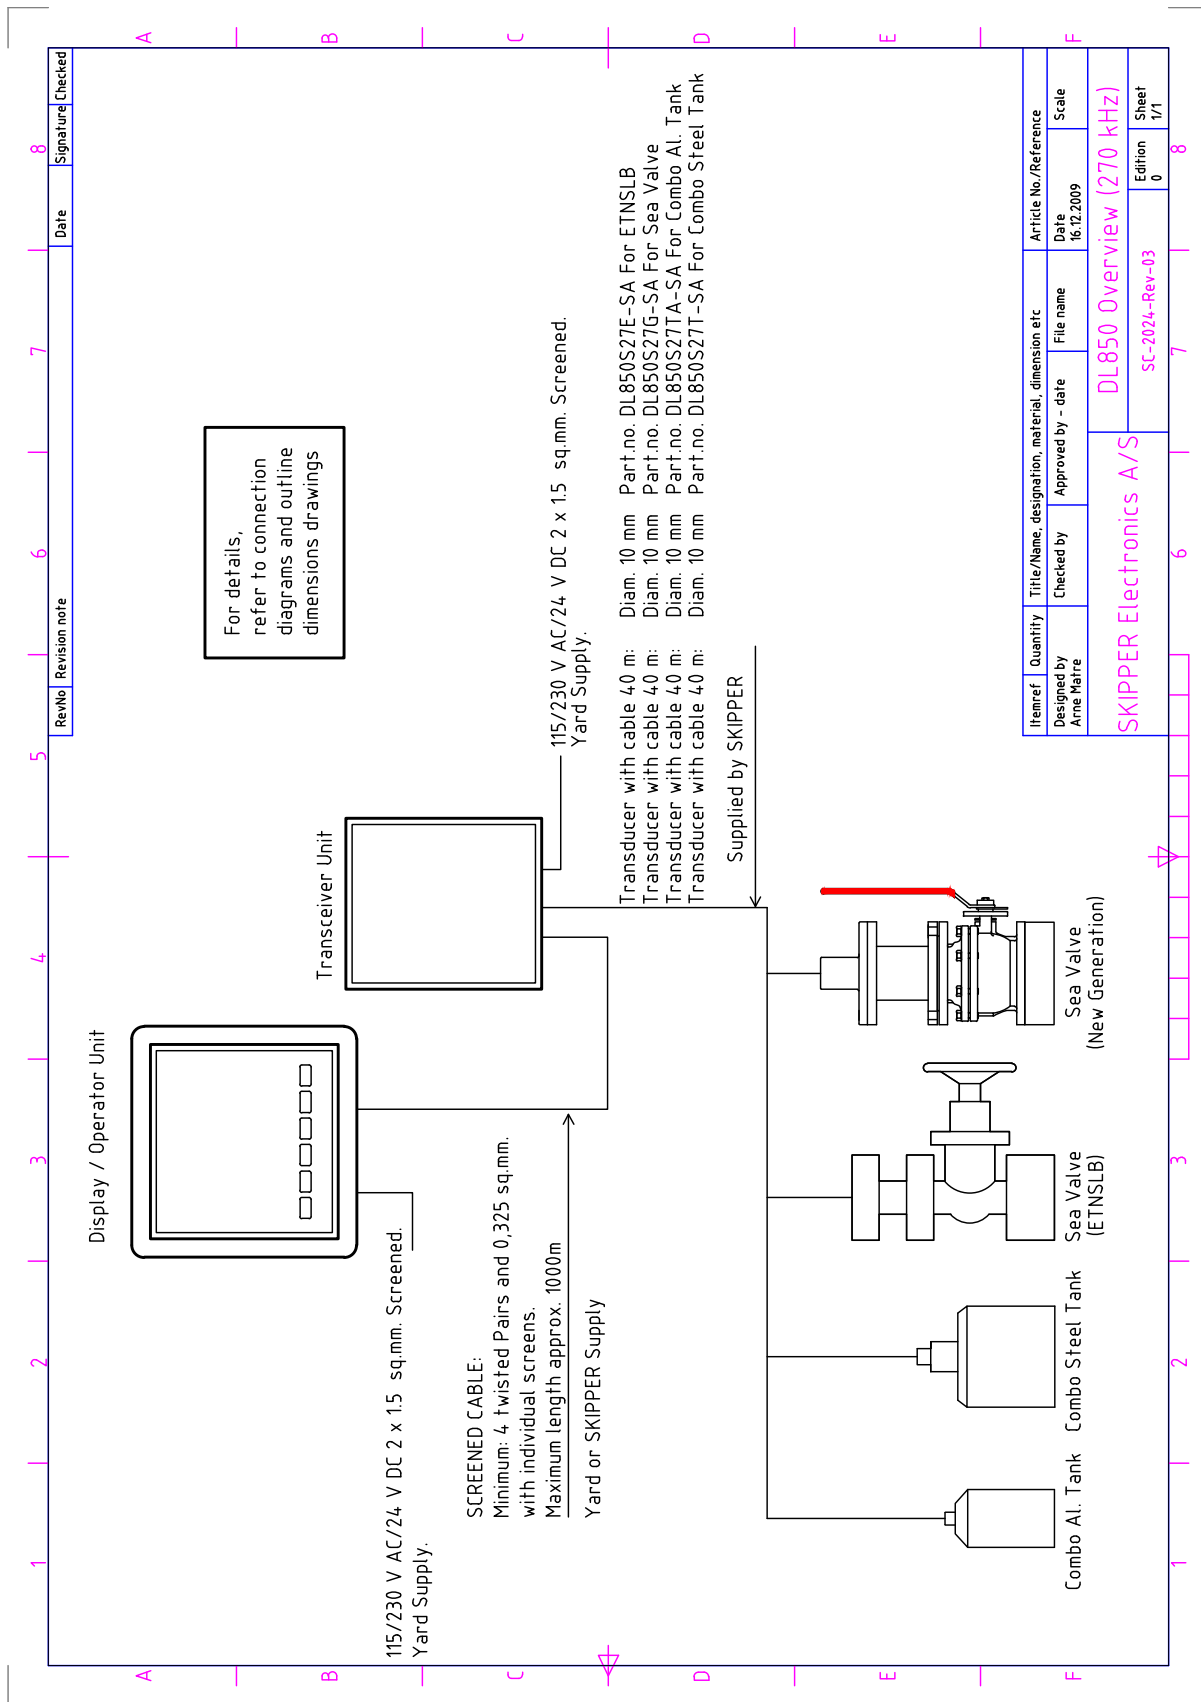 A
B
C
D
E
F
8
7
6
5
4
3
2
1
RevNo
Revision note
Date
Signature
Checked
Display / Operator Unit
Transceiver Unit
For details,
refer to connection
diagrams and outline
dimensions drawings
115/230 V AC/24 V DC 2 x 1.5 sq.mm. Screened.
Yard Supply.
115/230 V AC/24 V DC 2 x 1.5 sq.mm. Screened.
Yard Supply.
SCREENED CABLE:
Minimum: 4 twisted Pairs and 0,325 sq.mm.
with individual screens.
Maximum length approx. 1000m
Yard or SKIPPER Supply
Transducer with cable 40 m: Diam. 10 mm Part.no. DL850S27E-SA For ETNSLB
Transducer with cable 40 m: Diam. 10 mm Part.no. DL850S27G-SA For Sea Valve
Transducer with cable 40 m: Diam. 10 mm Part.no. DL850S27TA-SA For Combo Al. Tank
Transducer with cable 40 m: Diam. 10 mm Part.no. DL850S27T-SA For Combo Steel Tank
Supplied by SKIPPER
Combo Al. Tank
Combo Steel Tank
Sea Valve
(ETNSLB)
Sea Valve
(New Generation)
Itemref
Quantity
Title/Name, designation, material, dimension etc
Article No./Reference
Designed by
Arne Matre
Checked by
Approved by - date
File name
Date
16.12.2009
Scale
SKIPPER Electronics A/S
DL850 Overview (270 kHz)
SC-2024-Rev-03
Edition
0
Sheet
1/1
A
B
C
D
E
F
1
2
3
4
6
7
8